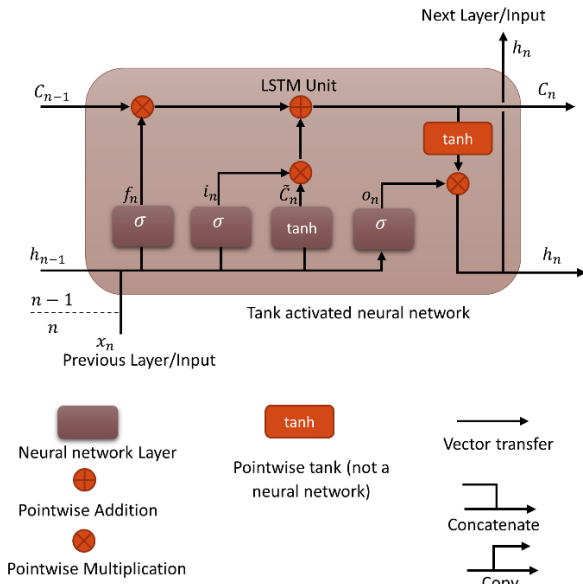 Next Layer/Input
h_n
LSTM Unit
C_{n-1}
C_n
tanh
f_n
i_n
C̃_n
o_n
σ
σ
tanh
σ
h_{n-1}
h_n
n − 1
n
x_n
Tank activated neural network
Previous Layer/Input
tanh
Neural network Layer
Pointwise tank (not a
neural network)
Vector transfer
Pointwise Addition
Concatenate
Pointwise Multiplication
Copy